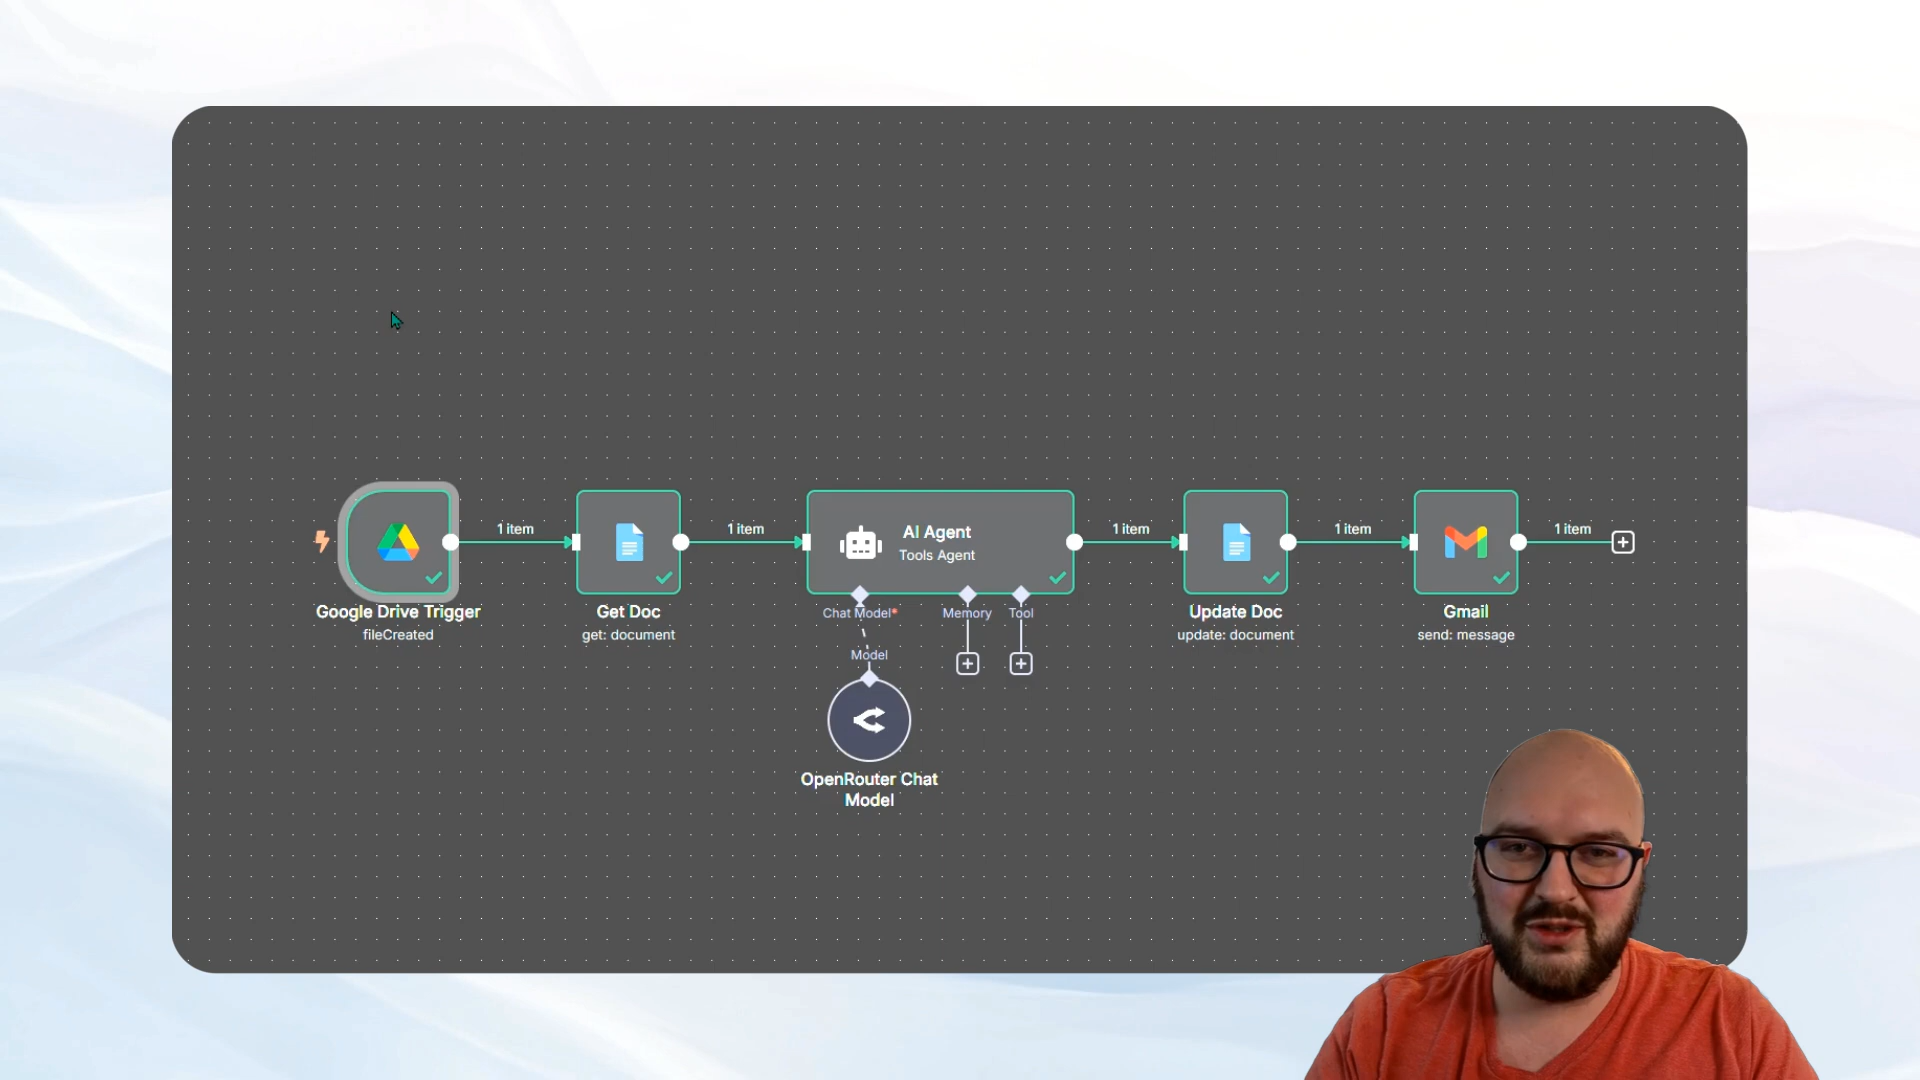 1 item
1 item
1 item
1 item
1 item
AI Agent
Tools Agent
Google Drive Trigger
fileCreated
Get Doc
get: document
Chat Model*
Memory
Tool
Model
OpenRouter Chat
Model
Update Doc
update: document
Gmail
send: message